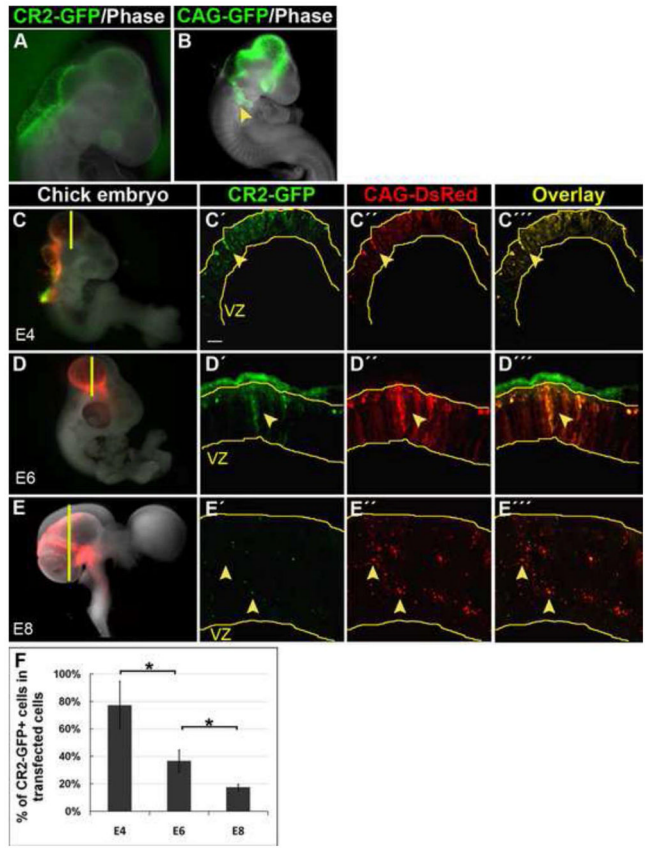 CR2-GFP/Phase CAG-GFP/Phase
A B
Chick embryo CR2-GFP CAG-DsRed Overlay
C C´ C´´ C´´´
VZ
E4
D D´ D´´ D´´´
VZ
E6
E E´ E´´ E´´´
VZ
E8
F
% of CR2-GFP+ cells in
transfected cells
100%
80%
60%
40%
20%
0%
* *
E4 E6 E8